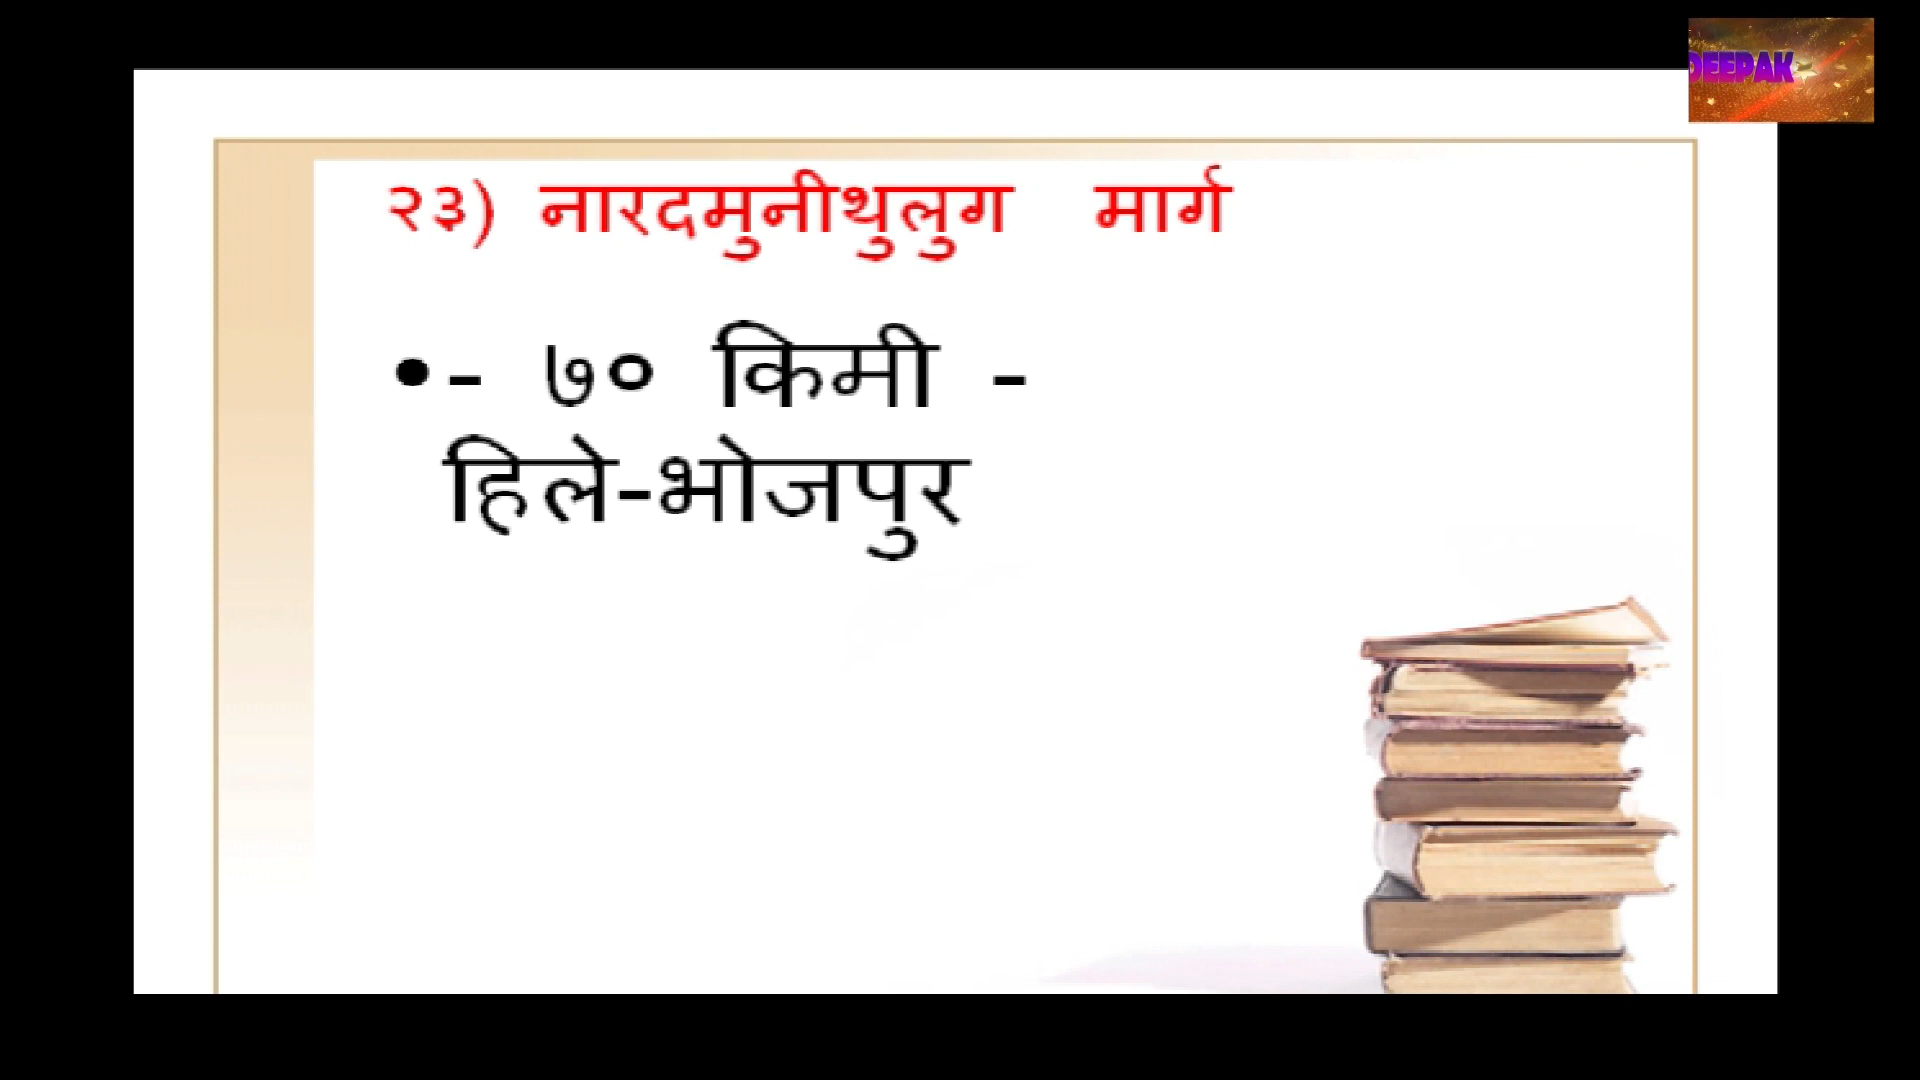 DEEPAK
२३) नारदमुनीथुलुग मार्ग
•- ७० किमी -
हिले-भोजपुर